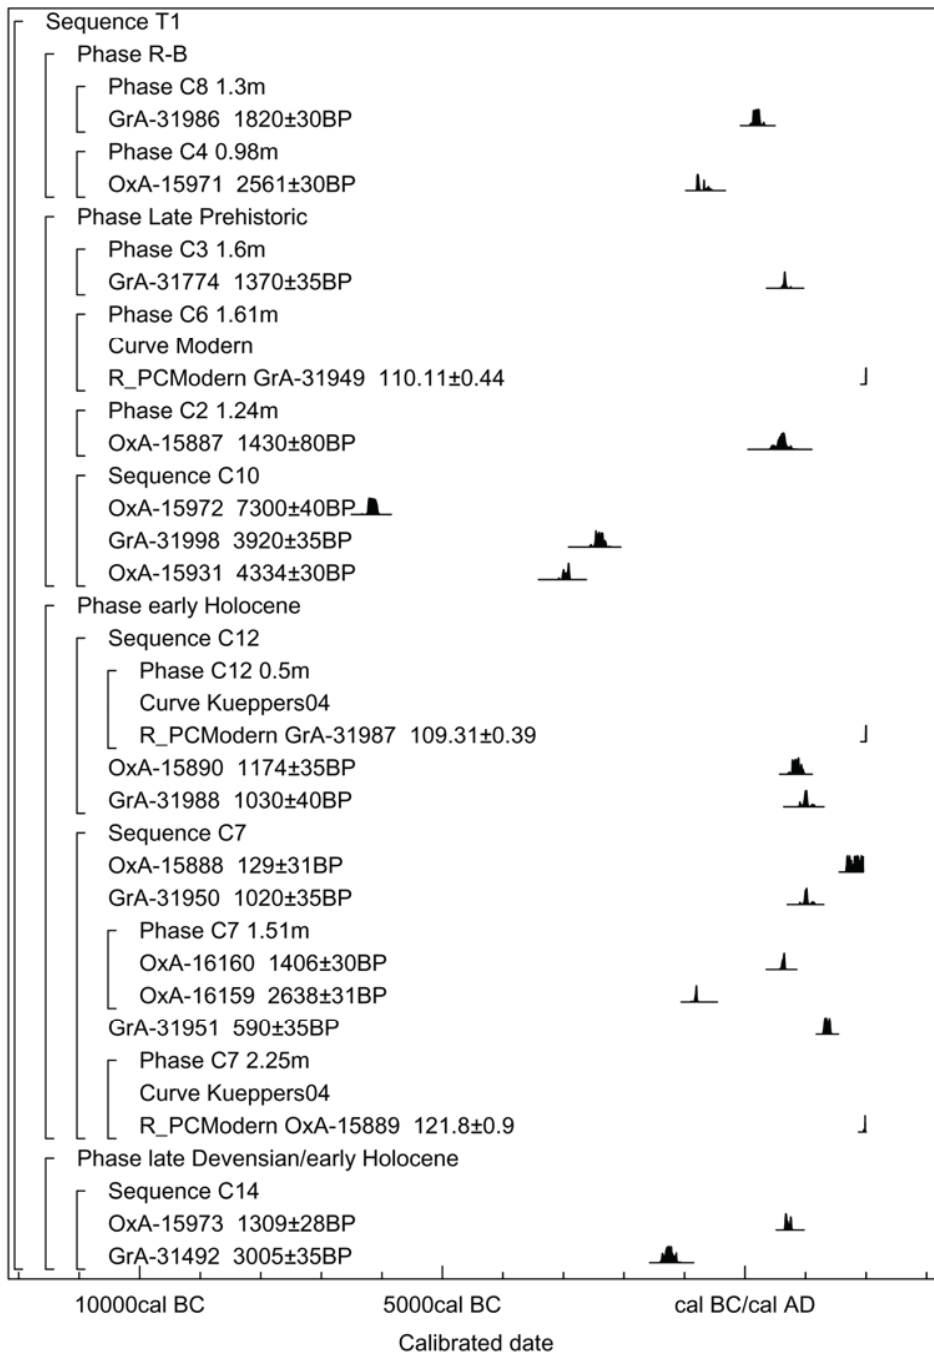 Sequence T1
Phase R-B
Phase C8 1.3m
GrA-31986 1820±30BP
Phase C4 0.98m
OxA-15971 2561±30BP
Phase Late Prehistoric
Phase C3 1.6m
GrA-31774 1370±35BP
Phase C6 1.61m
Curve Modern
R_PCModern GrA-31949 110.11±0.44
Phase C2 1.24m
OxA-15887 1430±80BP
Sequence C10
OxA-15972 7300±40BP
GrA-31998 3920±35BP
OxA-15931 4334±30BP
Phase early Holocene
Sequence C12
Phase C12 0.5m
Curve Kueppers04
R_PCModern GrA-31987 109.31±0.39
OxA-15890 1174±35BP
GrA-31988 1030±40BP
Sequence C7
OxA-15888 129±31BP
GrA-31950 1020±35BP
Phase C7 1.51m
OxA-16160 1406±30BP
OxA-16159 2638±31BP
GrA-31951 590±35BP
Phase C7 2.25m
Curve Kueppers04
R_PCModern OxA-15889 121.8±0.9
Phase late Devensian/early Holocene
Sequence C14
OxA-15973 1309±28BP
GrA-31492 3005±35BP
10000cal BC 5000cal BC cal BC/cal AD
Calibrated date